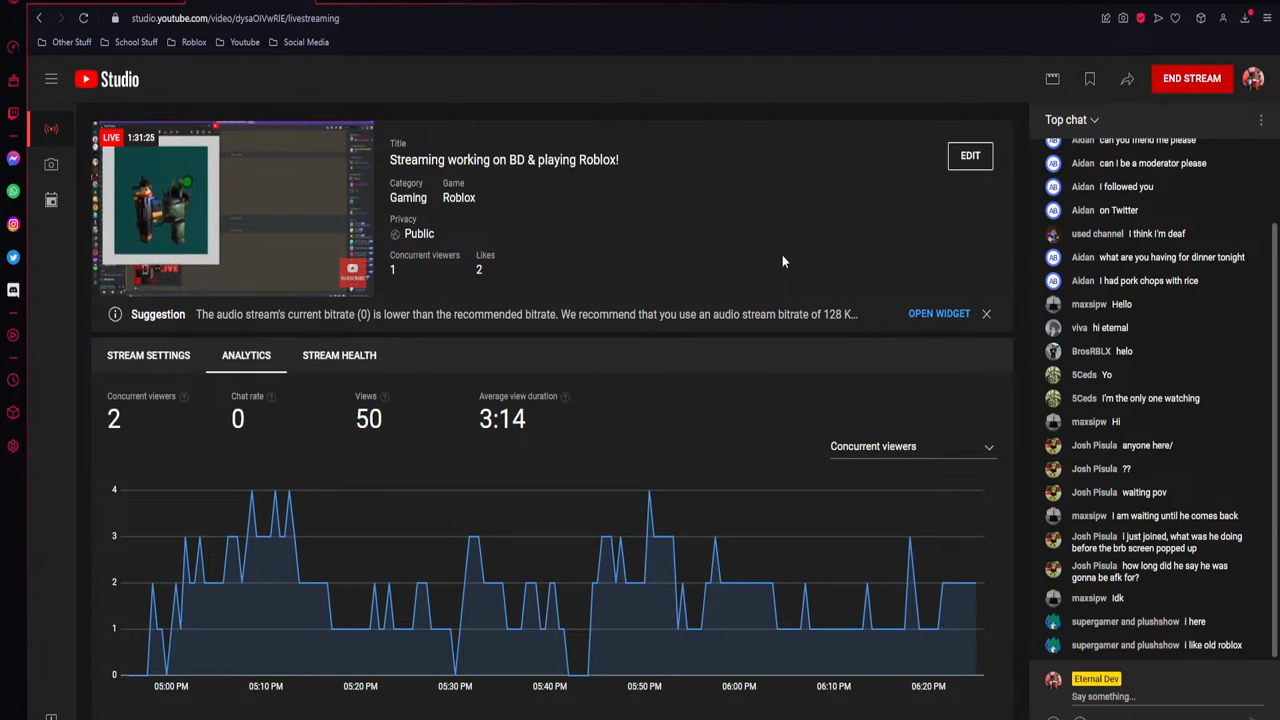 studio.youtube.com/video/dysaOIVwRlE/livestreaming
Other Stuff
School Stuff
Roblox
Youtube
Social Media
Studio
END STREAM
LIVE 1:31:25
SUBSCRIBE
Title
Streaming working on BD & playing Roblox!
EDIT
Category
Game
Gaming
Roblox
Privacy
Public
Concurrent viewers
Likes
1
2
Suggestion
The audio stream's current bitrate (0) is lower than the recommended bitrate. We recommend that you use an audio stream bitrate of 128 K...
OPEN WIDGET
STREAM SETTINGS
ANALYTICS
STREAM HEALTH
Concurrent viewers
Chat rate
Views
Average view duration
2
0
50
3:14
Concurrent viewers
4
3
2
1
0
05:00 PM
05:10 PM
05:20 PM
05:30 PM
05:40 PM
05:50 PM
06:00 PM
06:10 PM
06:20 PM
Top chat
Aidan can you friend me please
AB Aidan can I be a moderator please
AB Aidan I followed you
AB Aidan on Twitter
used channel I think i'm deaf
AB Aidan what are you having for dinner tonight
AB Aidan I had pork chops with rice
maxsipw Hello
viva hi eternal
BrosRBLX helo
5Ceds Yo
5Ceds I'm the only one watching
maxsipw Hi
Josh Pisula anyone here/
Josh Pisula ??
Josh Pisula waiting pov
maxsipw I am waiting until he comes back
Josh Pisula i just joined, what was he doing
before the brb screen popped up
Josh Pisula how long did he say he was
gonna be afk for?
maxsipw Idk
supergamer and plushshow i here
supergamer and plushshow i like old roblox
Eternal Dev
Say something...